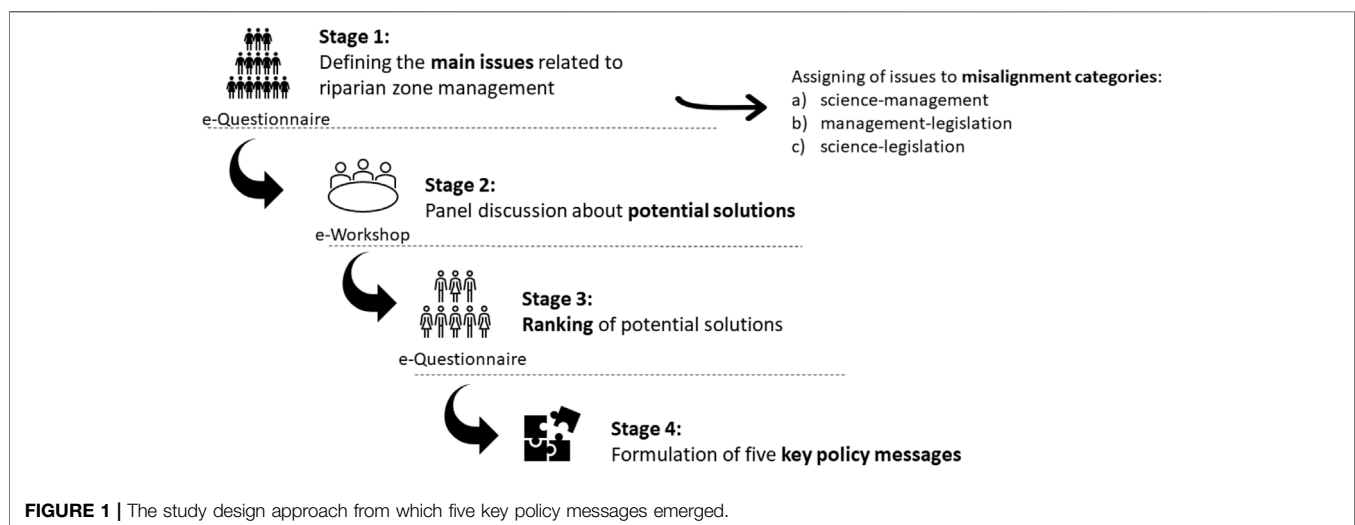 Stage 1:
Defining the main issues related to
riparian zone management
e-Questionnaire
Assigning of issues to misalignment categories:
a) science-management
b) management-legislation
c) science-legislation
Stage 2:
Panel discussion about potential solutions
e-Workshop
Stage 3:
Ranking of potential solutions
e-Questionnaire
Stage 4:
Formulation of five key policy messages
FIGURE 1 | The study design approach from which five key policy messages emerged.